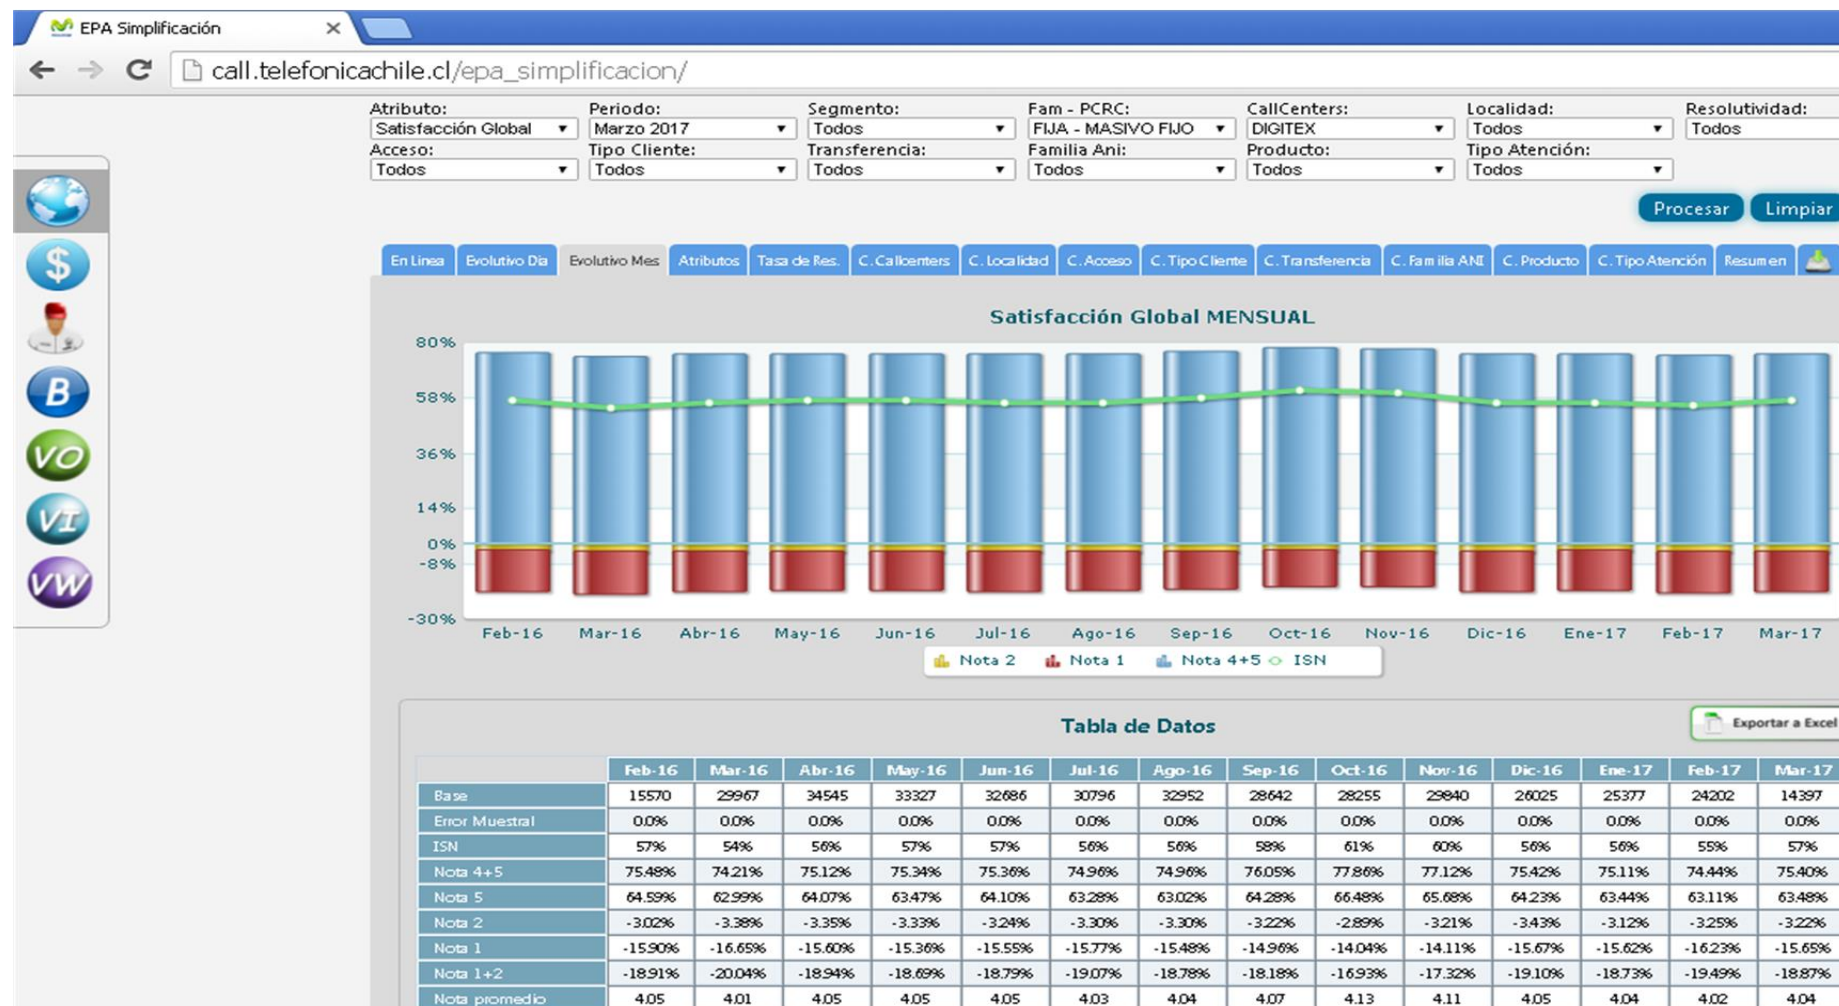 EPA Simplificación
call.telefonicachile.cl/epa_simplificacion/
Atributo: Periodo: Segmento: Fam - PCRC: CallCenters: Localidad: Resolutividad:
Satisfacción Global Marzo 2017 Todos FIJA - MASIVO FIJO DIGITEX Todos Todos
Acceso: Tipo Cliente: Transferencia: Familia Ani: Producto: Tipo Atención:
Todos Todos Todos Todos Todos Todos
$
B
VO
VI
VW
Procesar Limpiar
En Linea Evolutivo Dia Evolutivo Mes Atributos Tasa de Res. C.Callcenters C.Localidad C.Acceso C.Tipo Cliente C.Transferencia C.Familia ANI C.Producto C.Tipo Atención Resumen
Satisfacción Global MENSUAL
80%
58%
36%
14%
0%
-8%
-30%
Feb-16 Mar-16 Abr-16 May-16 Jun-16 Jul-16 Ago-16 Sep-16 Oct-16 Nov-16 Dic-16 Ene-17 Feb-17 Mar-17
Nota 2 Nota 1 Nota 4+5 ISN
Tabla de Datos
Exportar a Excel
Feb-16 Mar-16 Abr-16 May-16 Jun-16 Jul-16 Ago-16 Sep-16 Oct-16 Nov-16 Dic-16 Ene-17 Feb-17 Mar-17
Base 15570 29967 34545 33327 32686 30796 32952 28642 28255 29840 26025 25377 24202 14397
Error Muestral 0.0% 0.0% 0.0% 0.0% 0.0% 0.0% 0.0% 0.0% 0.0% 0.0% 0.0% 0.0% 0.0% 0.0%
ISN 57% 54% 56% 57% 57% 56% 56% 58% 61% 60% 56% 56% 55% 57%
Nota 4+5 75.48% 74.21% 75.12% 75.34% 75.36% 74.96% 74.96% 76.05% 77.86% 77.12% 75.42% 75.11% 74.44% 75.40%
Nota 5 64.59% 62.99% 64.07% 63.47% 64.10% 63.28% 63.02% 64.28% 66.48% 65.68% 64.23% 63.44% 63.11% 63.48%
Nota 2 -3.02% -3.38% -3.35% -3.33% -3.24% -3.30% -3.30% -3.22% -2.89% -3.21% -3.43% -3.12% -3.25% -3.22%
Nota 1 -15.90% -16.65% -15.60% -15.36% -15.55% -15.77% -15.48% -14.96% -14.04% -14.11% -15.67% -15.62% -16.23% -15.65%
Nota 1+2 -18.91% -20.04% -18.94% -18.69% -18.79% -19.07% -18.78% -18.18% -16.93% -17.32% -19.10% -18.73% -19.49% -18.87%
Nota promedio 4.05 4.01 4.05 4.05 4.05 4.03 4.04 4.07 4.13 4.11 4.05 4.04 4.02 4.04